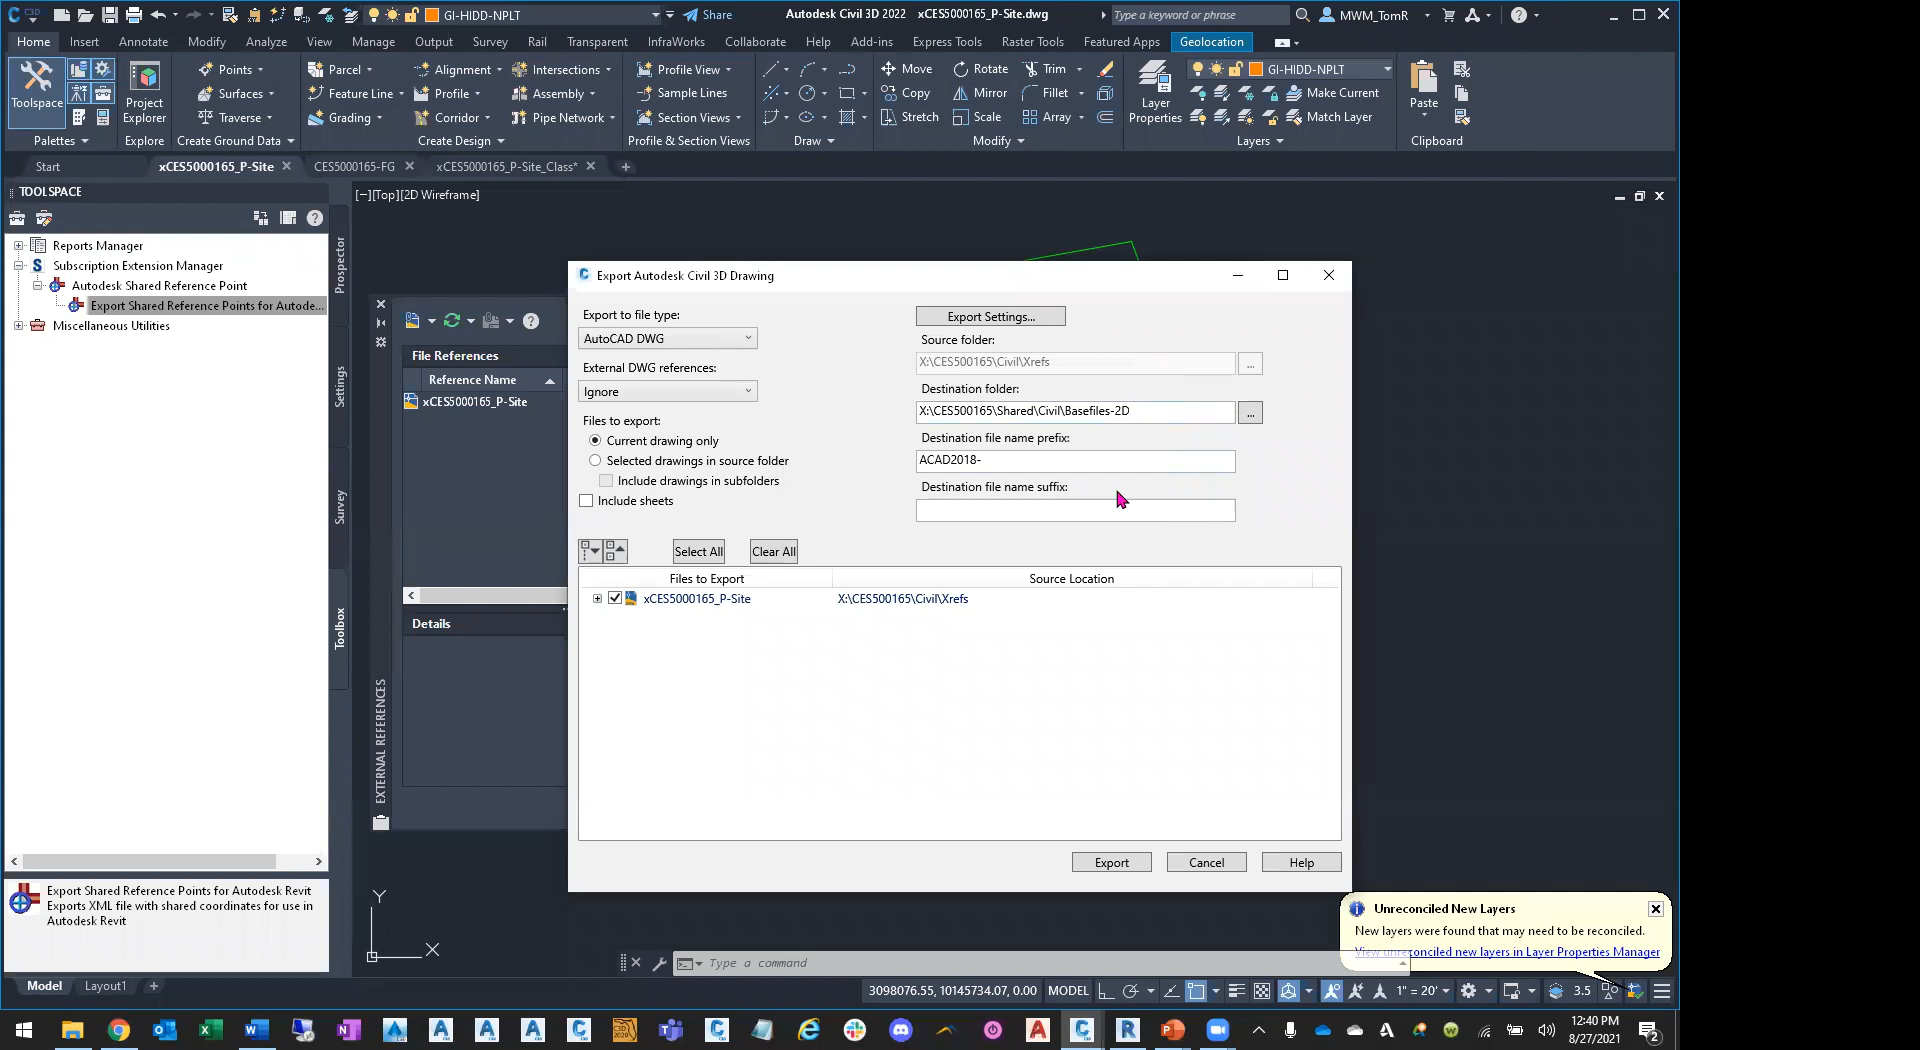 C3D
GI-HIDD-NPLT
Share
Autodesk Civil 3D 2022 xCES5000165_P-Site.dwg
Type a keyword or phrase
MWM_TomR
Home Insert Annotate Modify Analyze View Manage Output Survey Rail Transparent InfraWorks Collaborate Help Add-ins Express Tools Raster Tools Featured Apps Geolocation
Toolspace
Project
Explorer
Points
Surfaces
Traverse
Parcel
Feature Line
Grading
Alignment
Profile
Corridor
Intersections
Assembly
Pipe Network
Profile View
Sample Lines
Section Views
Move
Copy
Stretch
Rotate
Mirror
Scale
Trim
Fillet
Array
Layer
Properties
GI-HIDD-NPLT
Make Current
Match Layer
Paste
Palettes
Explore
Create Ground Data
Create Design
Profile & Section Views
Draw
Modify
Layers
Clipboard
Start
xCES5000165_P-Site
CES5000165-FG
xCES5000165_P-Site_Class*
TOOLSPACE
[−][Top][2D Wireframe]
Reports Manager
Subscription Extension Manager
Autodesk Shared Reference Point
Export Shared Reference Points for Autode...
Miscellaneous Utilities
Prospector
Settings
Survey
Toolbox
Export Shared Reference Points for Autodesk Revit
Exports XML file with shared coordinates for use in
Autodesk Revit
File References
Reference Name
xCES5000165_P-Site
Details
EXTERNAL REFERENCES
Export Autodesk Civil 3D Drawing
Export to file type:
AutoCAD DWG
External DWG references:
Ignore
Files to export:
Current drawing only
Selected drawings in source folder
Include drawings in subfolders
Include sheets
Export Settings...
Source folder:
X:\CES500165\Civil\Xrefs
...
Destination folder:
X:\CES500165\Shared\Civil\Basefiles-2D
...
Destination file name prefix:
ACAD2018-
Destination file name suffix:
Select All
Clear All
Files to Export
Source Location
xCES5000165_P-Site
X:\CES500165\Civil\Xrefs
Export
Cancel
Help
Y
X
Unreconciled New Layers
New layers were found that may need to be reconciled.
View unreconciled new layers in Layer Properties Manager
Type a command
Model
Layout1
3098076.55, 10145734.07, 0.00
MODEL
1" = 20'
3.5
12:40 PM
8/27/2021
2